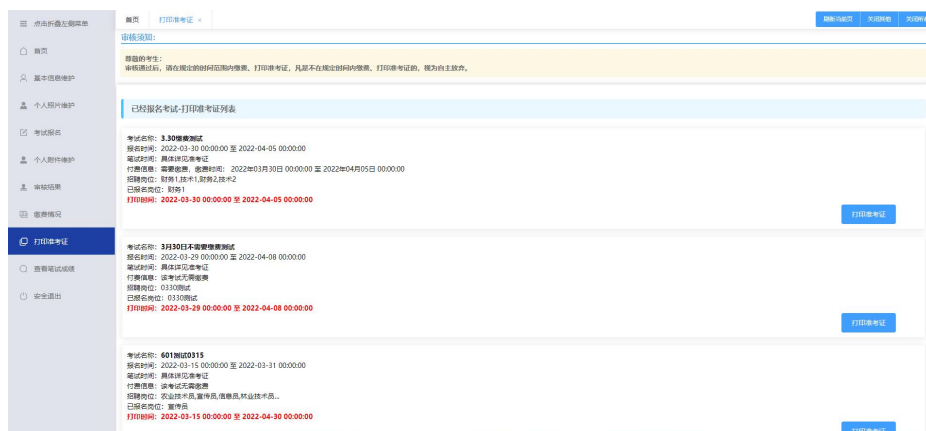 点击折叠左侧菜单
首页
基本信息维护
个人照片维护
考试报名
个人附件维护
审核结果
缴费情况
打印准考证
查看笔试成绩
安全退出
首页 打印准考证 × 刷新当前页 关闭其他 关闭所
审核须知:
尊敬的考生:
审核通过后，请在规定的时间范围内缴费、打印准考证，凡是不在规定时间内缴费、打印准考证的，视为自主放弃。
已经报名考试-打印准考证列表
考试名称: 3.30缴费测试
报名时间: 2022-03-30 00:00:00 至 2022-04-05 00:00:00
笔试时间: 具体详见准考证
付费信息: 需要缴费，缴费时间: 2022年03月30日 00:00:00 至 2022年04月05日 00:00:00
招聘岗位: 财务1,技术1,财务2,技术2
已报名岗位: 财务1
打印时间: 2022-03-30 00:00:00 至 2022-04-05 00:00:00
打印准考证
考试名称: 3月30日不需要缴费测试
报名时间: 2022-03-29 00:00:00 至 2022-04-08 00:00:00
笔试时间: 具体详见准考证
付费信息: 该考试无需缴费
招聘岗位: 0330测试
已报名岗位: 0330测试
打印时间: 2022-03-29 00:00:00 至 2022-04-08 00:00:00
打印准考证
考试名称: 601测试0315
报名时间: 2022-03-15 00:00:00 至 2022-03-31 00:00:00
笔试时间: 具体详见准考证
付费信息: 该考试无需缴费
招聘岗位: 农业技术员,宣传员,信息员,林业技术员...
已报名岗位: 宣传员
打印时间: 2022-03-15 00:00:00 至 2022-04-30 00:00:00
打印准考证